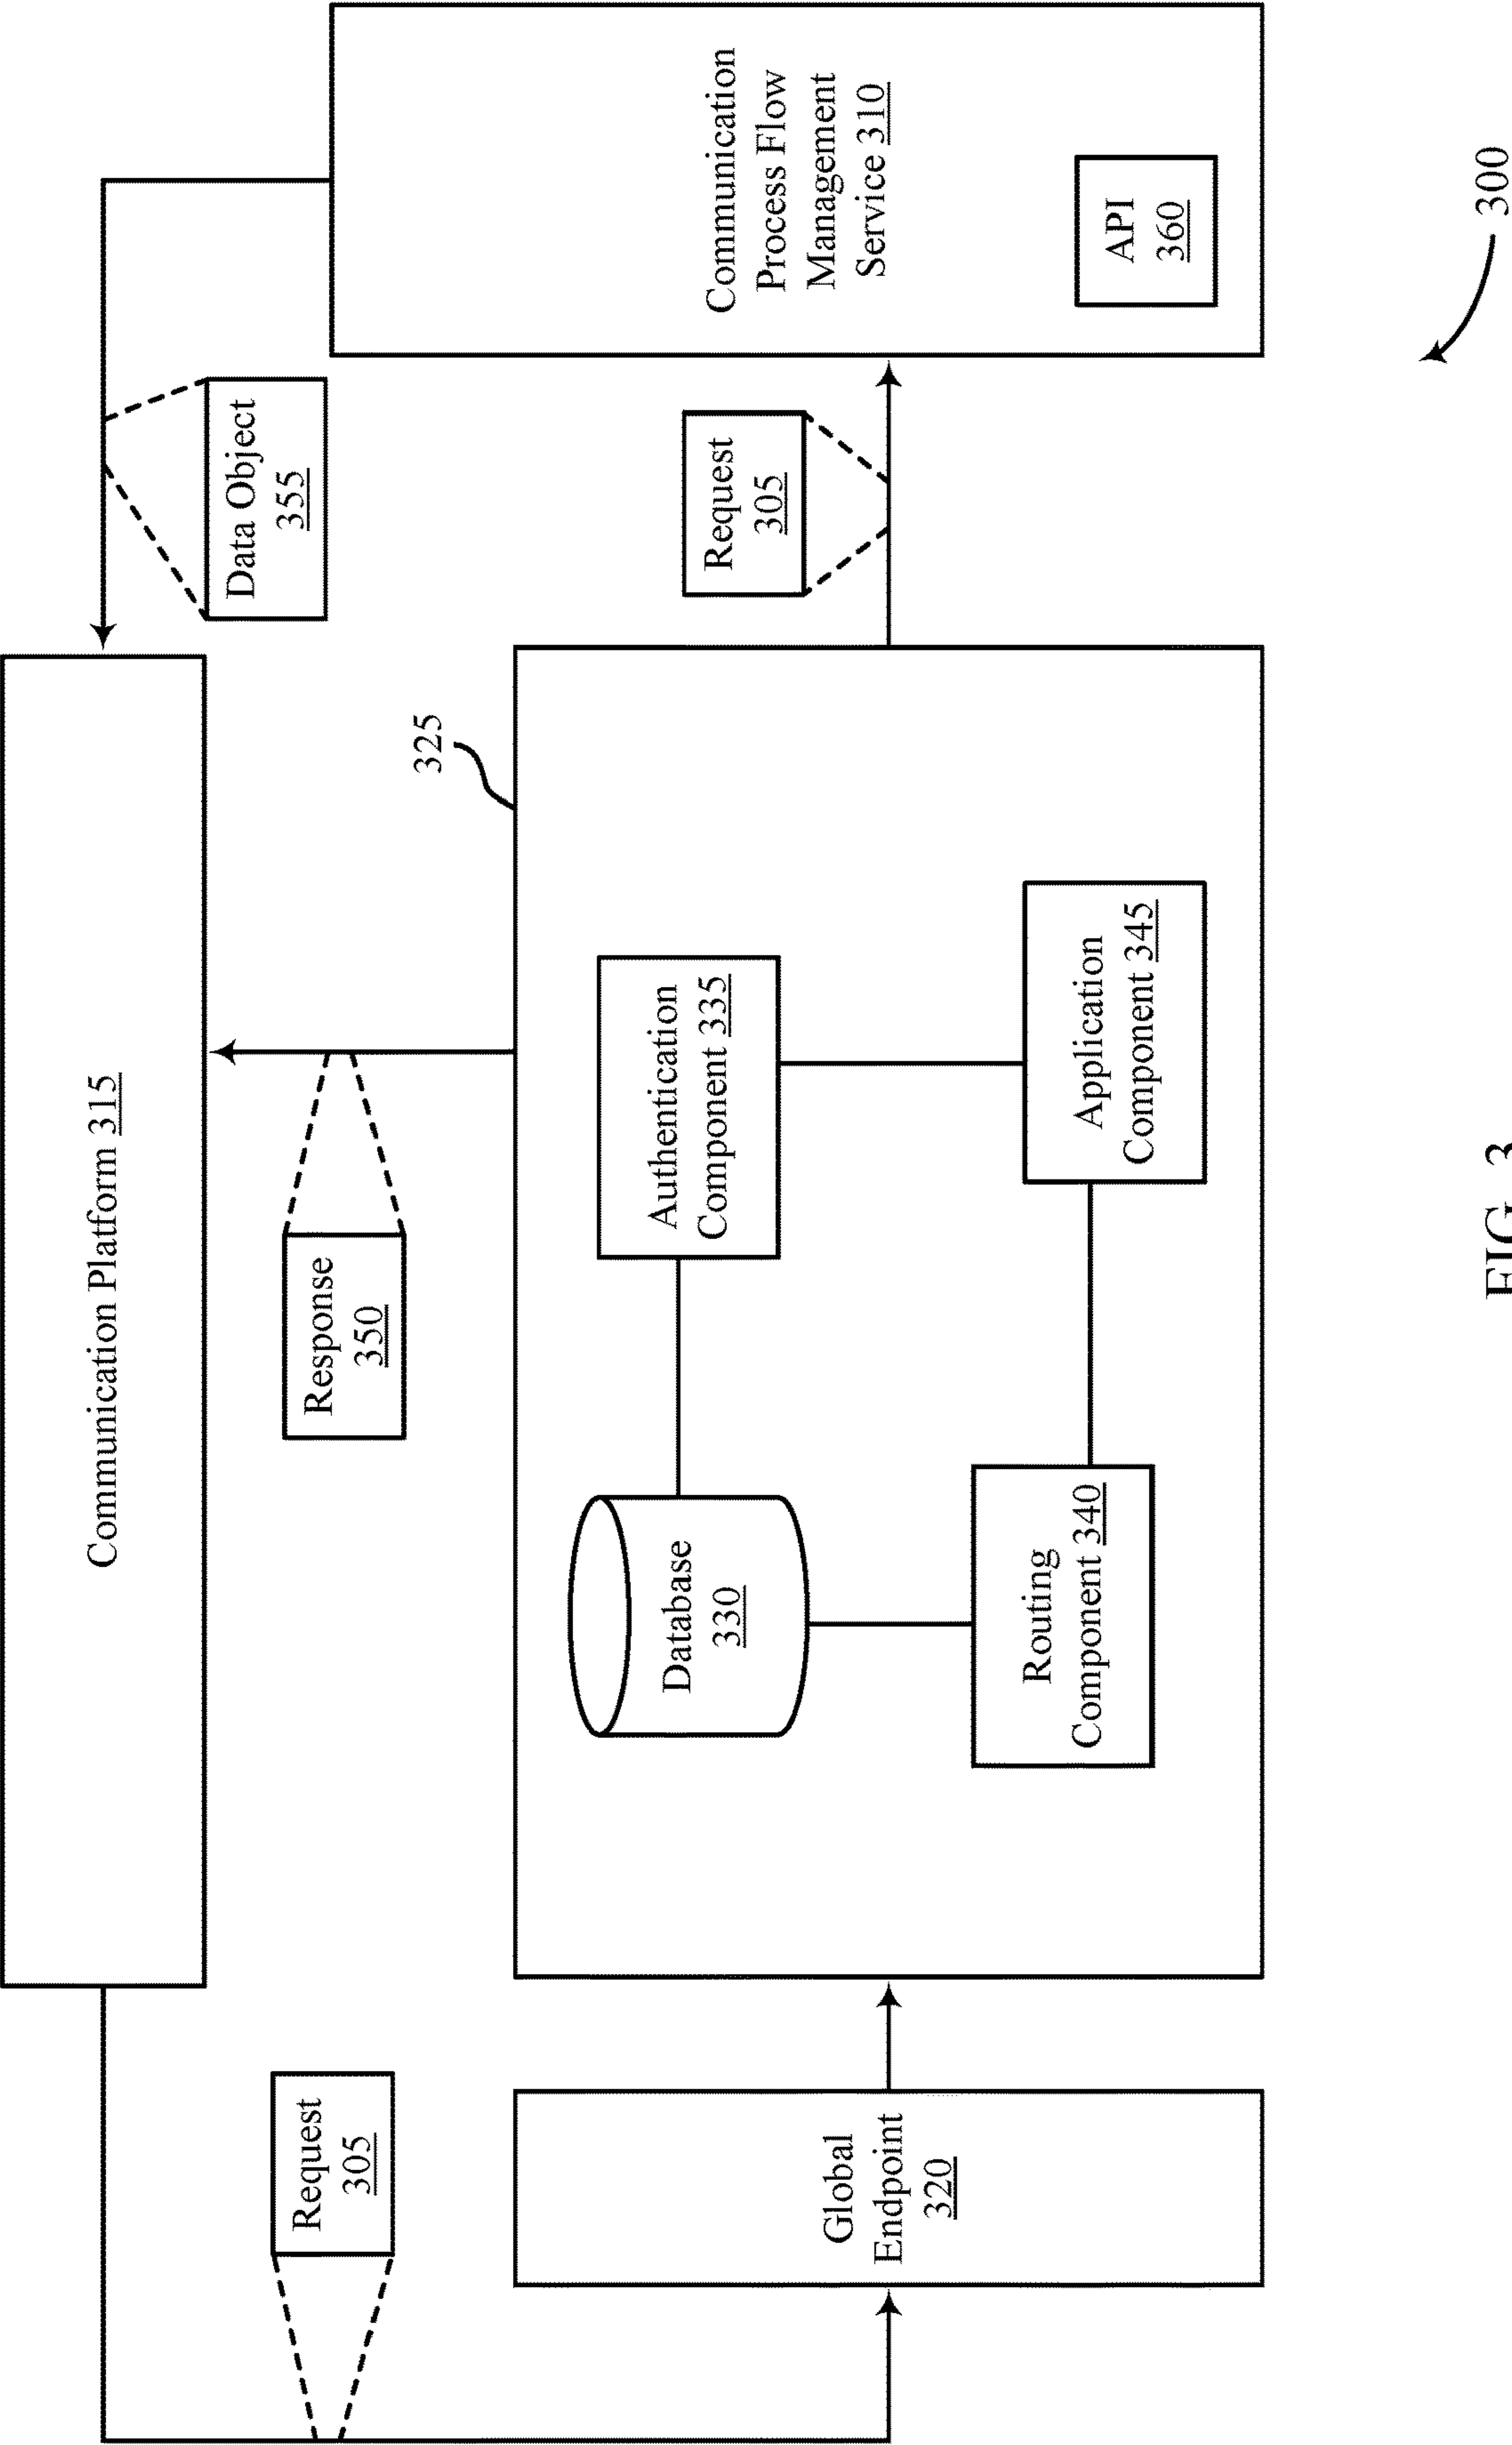 Communication Platform 315
Request
305
Response
350
Data Object
355
325
Global
Endpoint
320
Database
330
Authentication
Component 335
Routing
Component 340
Application
Component 345
Request
305
Communication
Process Flow
Management
Service 310
API
360
300
FIG. 3